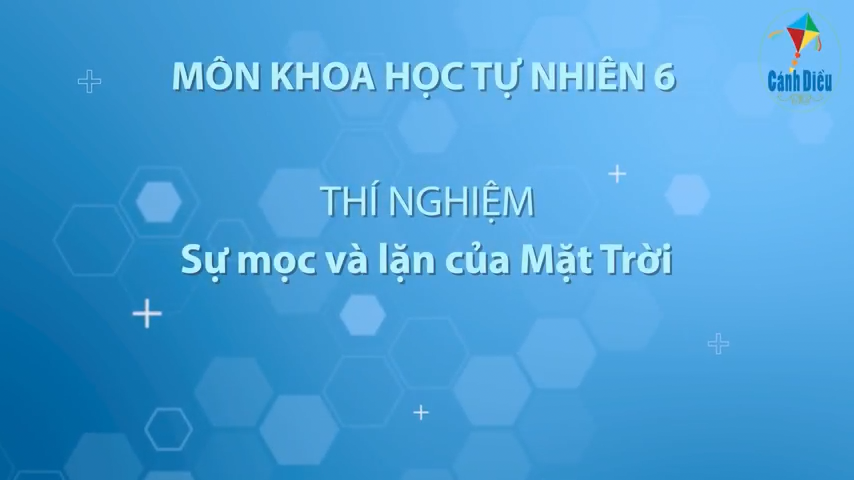 MÔN KHOA HỌC TỰ NHIÊN 6
Cánh Diều
THÍ NGHIỆM
Sự mọc và lặn của Mặt Trời